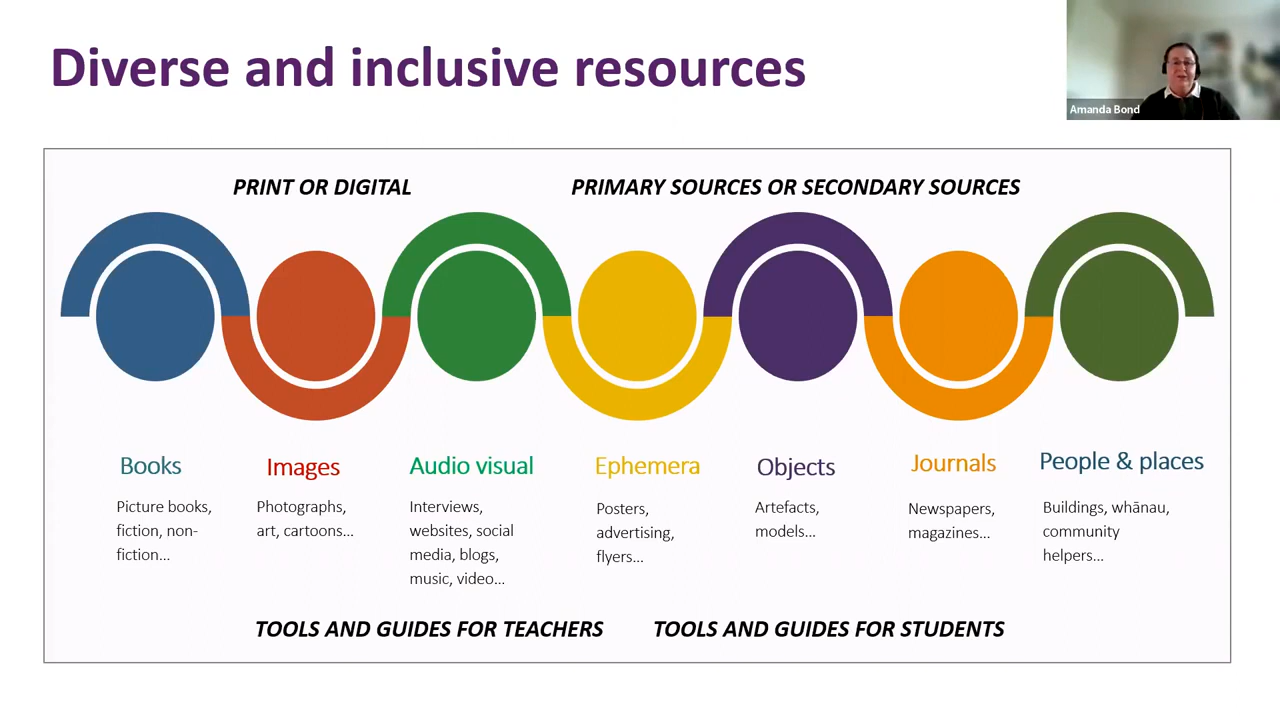 Diverse and inclusive resources
Amanda Bond
PRINT OR DIGITAL
PRIMARY SOURCES OR SECONDARY SOURCES
Books
Picture books,
fiction, non-
fiction...
Images
Photographs,
art, cartoons...
Audio visual
Interviews,
websites, social
media, blogs,
music, video...
Ephemera
Posters,
advertising,
flyers...
Objects
Artefacts,
models...
Journals
Newspapers,
magazines...
People & places
Buildings, whānau,
community
helpers...
TOOLS AND GUIDES FOR TEACHERS
TOOLS AND GUIDES FOR STUDENTS